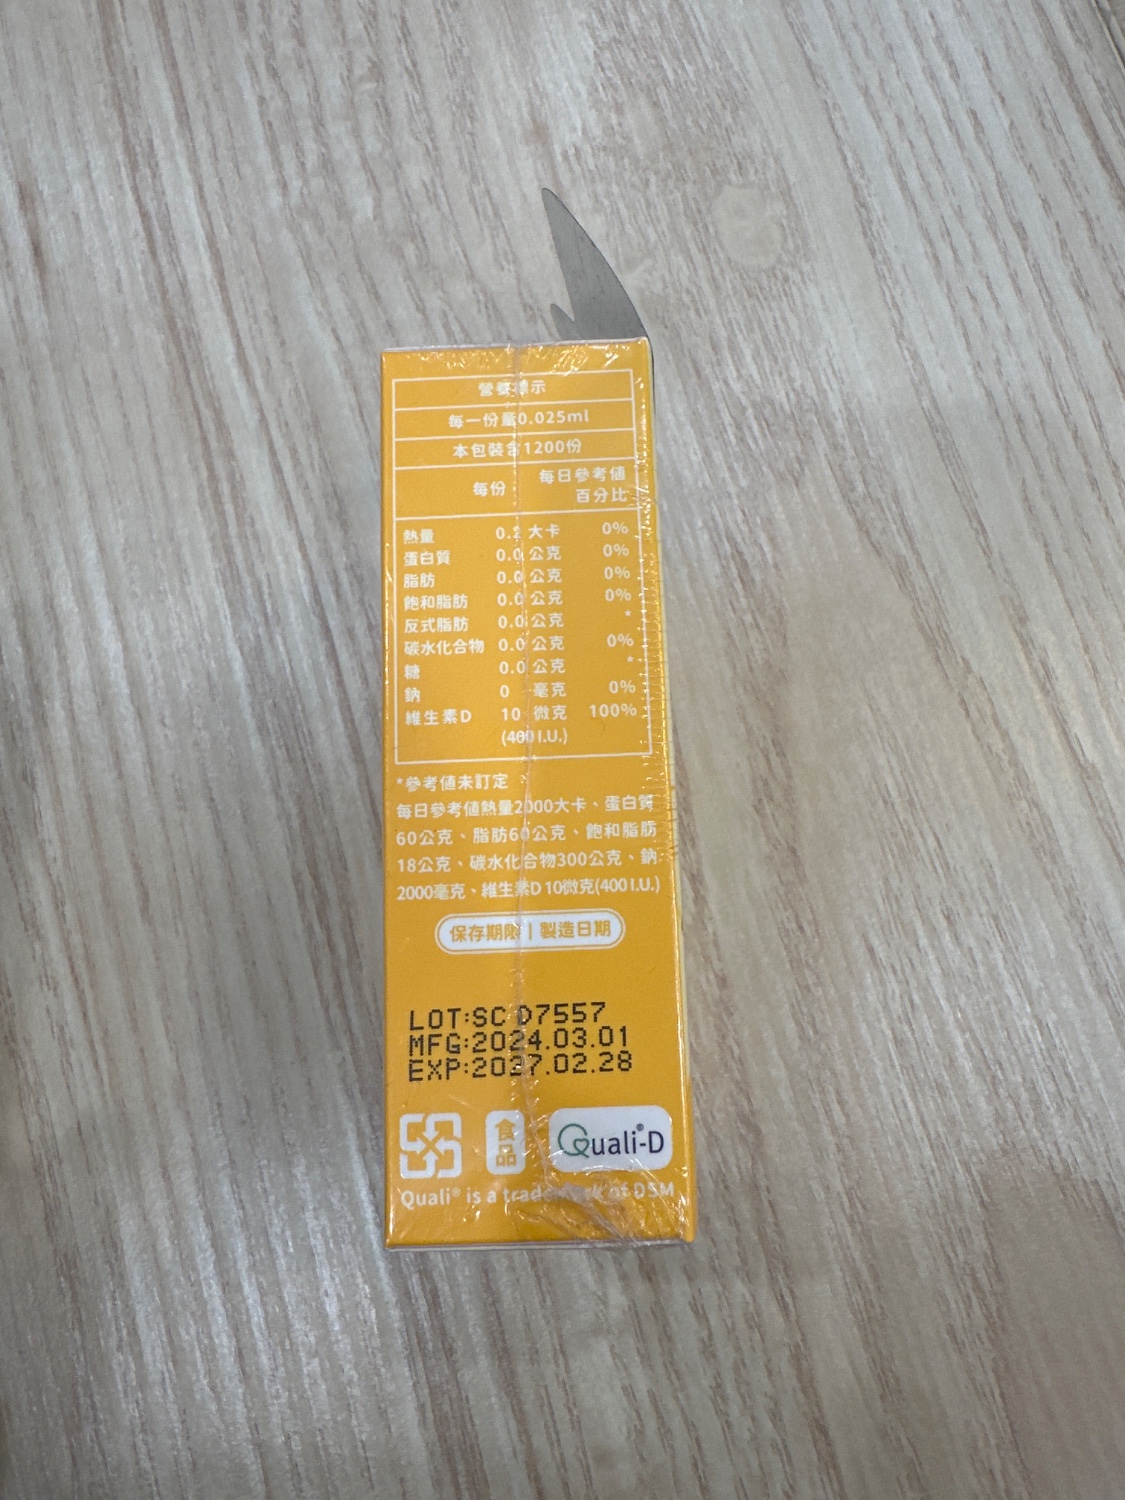 營養標示
每一份量0.025ml
本包裝含1200份
每份 每日參考值百分比
熱量 0.2 大卡 0%
蛋白質 0.0 公克 0%
脂肪 0.0 公克 0%
飽和脂肪 0.0 公克 0%
反式脂肪 0.0 公克 *
碳水化合物 0.0 公克 0%
糖 0.0 公克 *
鈉 0 毫克 0%
維生素D 10 微克 100%
(400 I.U.)
*參考值未訂定
每日參考值熱量2000大卡、蛋白質
60公克、脂肪60公克、飽和脂肪
18公克、碳水化合物300公克、鈉
2000毫克、維生素D 10微克(400 I.U.)
保存期限 | 製造日期
LOT:SC D7557
MFG:2024.03.01
EXP:2027.02.28
食品
Quali®-D
Quali® is a trademark of DSM